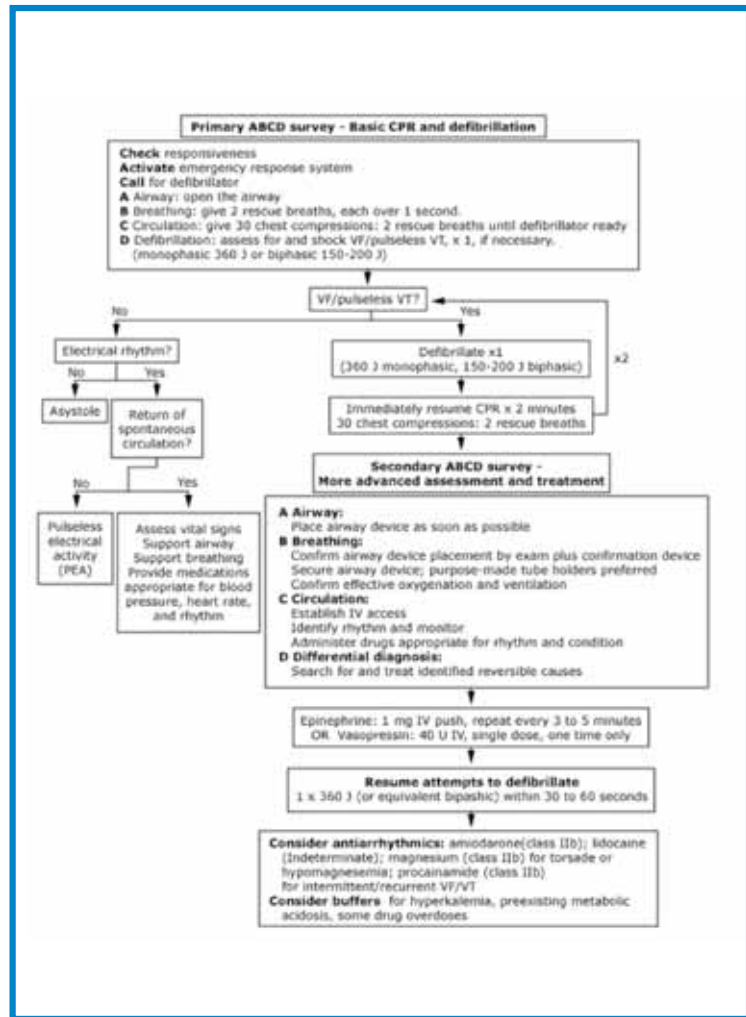 Primary ABCD survey - Basic CPR and defibrillation
Check responsiveness
Activate emergency response system
Call for defibrillator
A Airway: open the airway
B Breathing: give 2 rescue breaths, each over 1 second.
C Circulation: give 30 chest compressions: 2 rescue breaths until defibrillator ready
D Defibrillation: assess for and shock VF/pulseless VT, x 1, if necessary.
(monophasic 360 J or biphasic 150-200 J)
VF/pulseless VT?
No
Yes
Electrical rhythm?
No
Yes
Asystole
Return of
spontaneous
circulation?
No
Yes
Pulseless
electrical
activity
(PEA)
Assess vital signs
Support airway
Support breathing
Provide medications
appropriate for blood
pressure, heart rate,
and rhythm
Defibrillate x1
(360 J monophasic, 150-200 J biphasic)
x2
Immediately resume CPR x 2 minutes
30 chest compressions: 2 rescue breaths
Secondary ABCD survey -
More advanced assessment and treatment
A Airway:
Place airway device as soon as possible
B Breathing:
Confirm airway device placement by exam plus confirmation device
Secure airway device; purpose-made tube holders preferred
Confirm effective oxygenation and ventilation
C Circulation:
Establish IV access
Identify rhythm and monitor
Administer drugs appropriate for rhythm and condition
D Differential diagnosis:
Search for and treat identified reversible causes
Epinephrine: 1 mg IV push, repeat every 3 to 5 minutes
OR Vasopressin: 40 U IV, single dose, one time only
Resume attempts to defibrillate
1 x 360 J (or equivalent bipashic) within 30 to 60 seconds
Consider antiarrhythmics: amiodarone(class IIb); lidocaine
(Indeterminate); magnesium (class IIb) for torsade or
hypomagnesemia; procainamide (class IIb)
for intermittent/recurrent VF/VT
Consider buffers for hyperkalemia, preexisting metabolic
acidosis, some drug overdoses